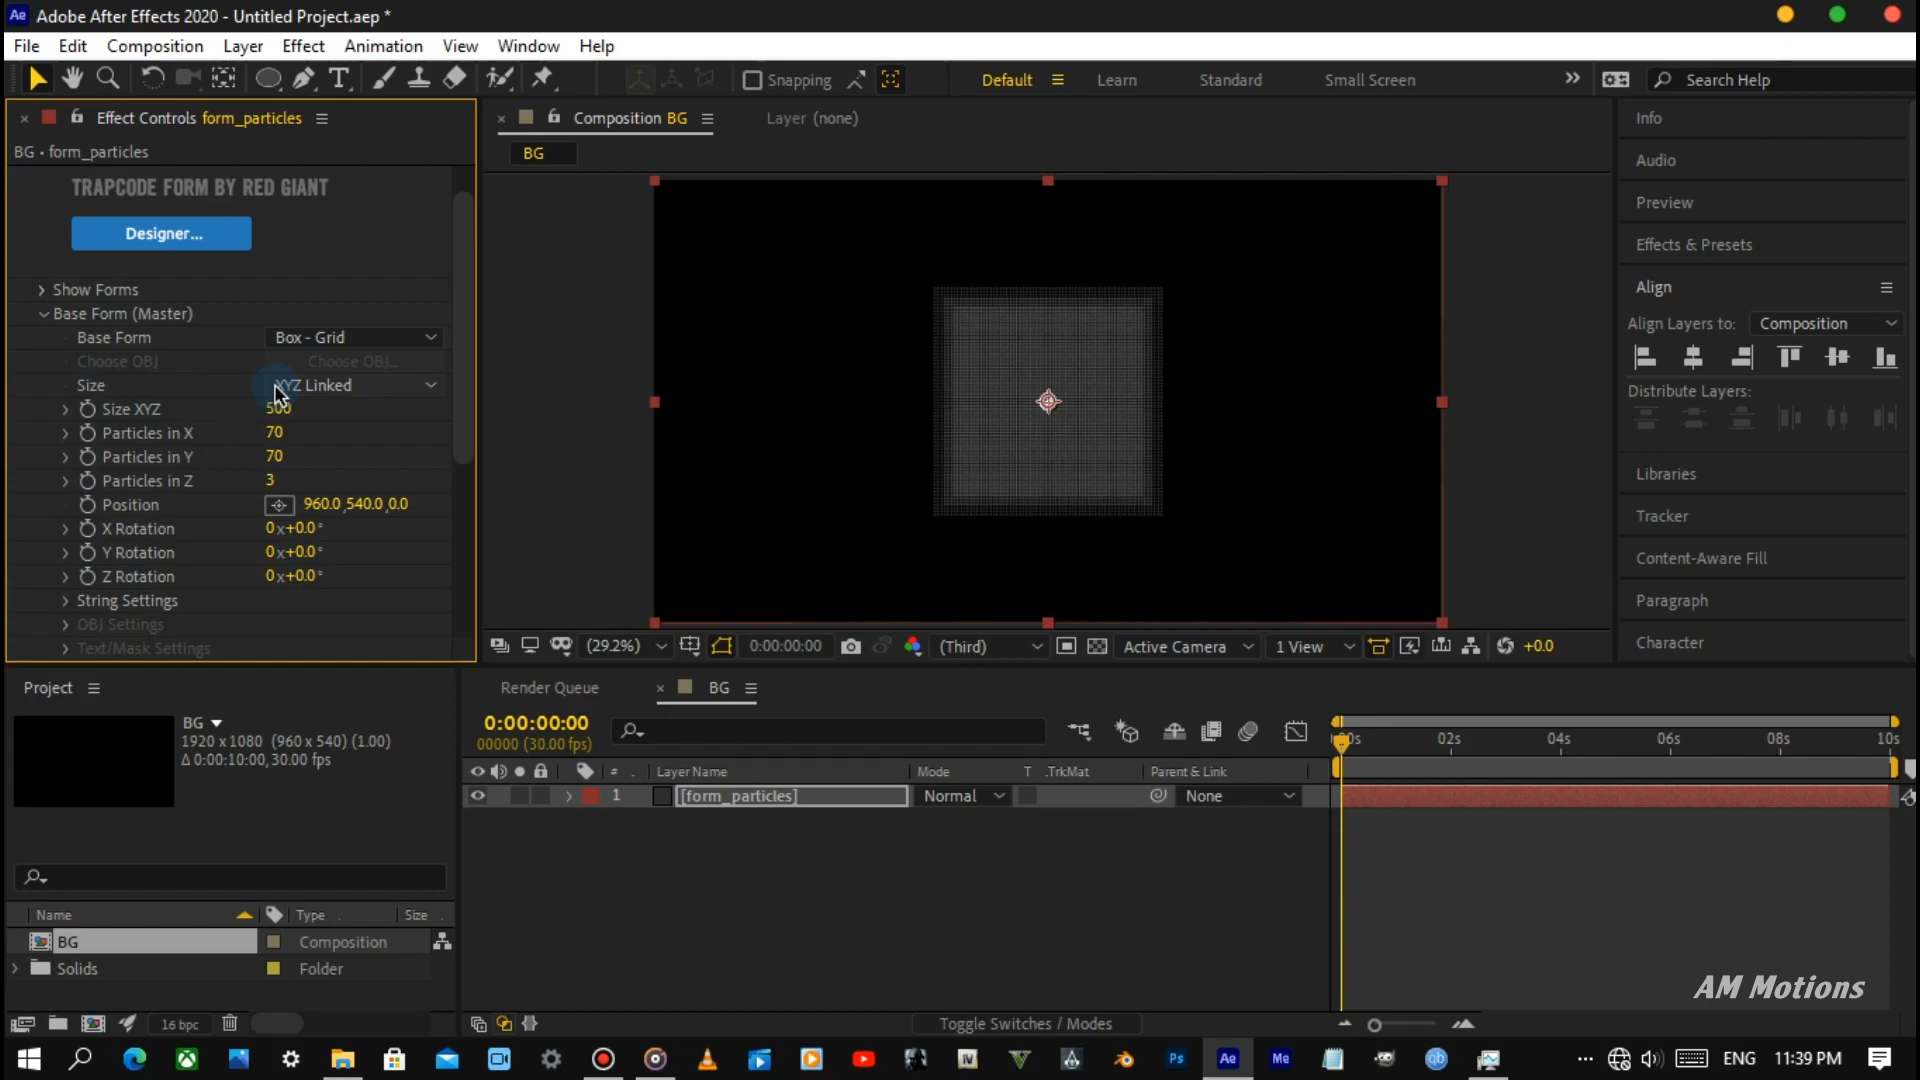 Ae Adobe After Effects 2020 - Untitled Project.aep *
File Edit Composition Layer Effect Animation View Window Help
Snapping
Default Learn Standard Small Screen
Search Help
Effect Controls form_particles
BG • form_particles
TRAPCODE FORM BY RED GIANT
Designer...
Show Forms
Base Form (Master)
Base Form Box - Grid
Choose OBJ Choose OBJ...
Size XYZ Linked
Size XYZ 500
Particles in X 70
Particles in Y 70
Particles in Z 3
Position 960.0,540.0,0.0
X Rotation 0x+0.0°
Y Rotation 0x+0.0°
Z Rotation 0x+0.0°
String Settings
OBJ Settings
Text/Mask Settings
Composition BG Layer (none)
BG
(29.2%) 0:00:00:00 (Third) Active Camera 1 View +0.0
Info
Audio
Preview
Effects & Presets
Align
Align Layers to: Composition
Distribute Layers:
Libraries
Tracker
Content-Aware Fill
Paragraph
Character
Project
BG
1920 x 1080 (960 x 540) (1.00)
Δ 0:00:10:00, 30.00 fps
Name Type Size
BG Composition
Solids Folder
16 bpc
Render Queue BG
0:00:00:00
00000 (30.00 fps)
02s 04s 06s 08s 10s
# Layer Name Mode T .TrkMat Parent & Link
1 [form_particles] Normal None
Toggle Switches / Modes
AM Motions
Ps Ae Me qb
ENG 11:39 PM